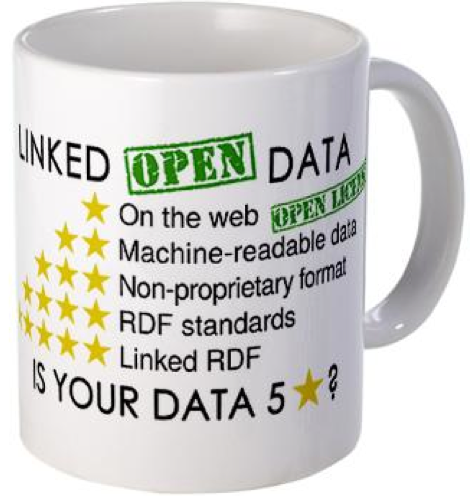 LINKED OPEN DATA
★ On the web OPEN LICENSE
★★ Machine-readable data
★★★ Non-proprietary format
★★★★ RDF standards
★★★★★ Linked RDF
IS YOUR DATA 5 ★ ?